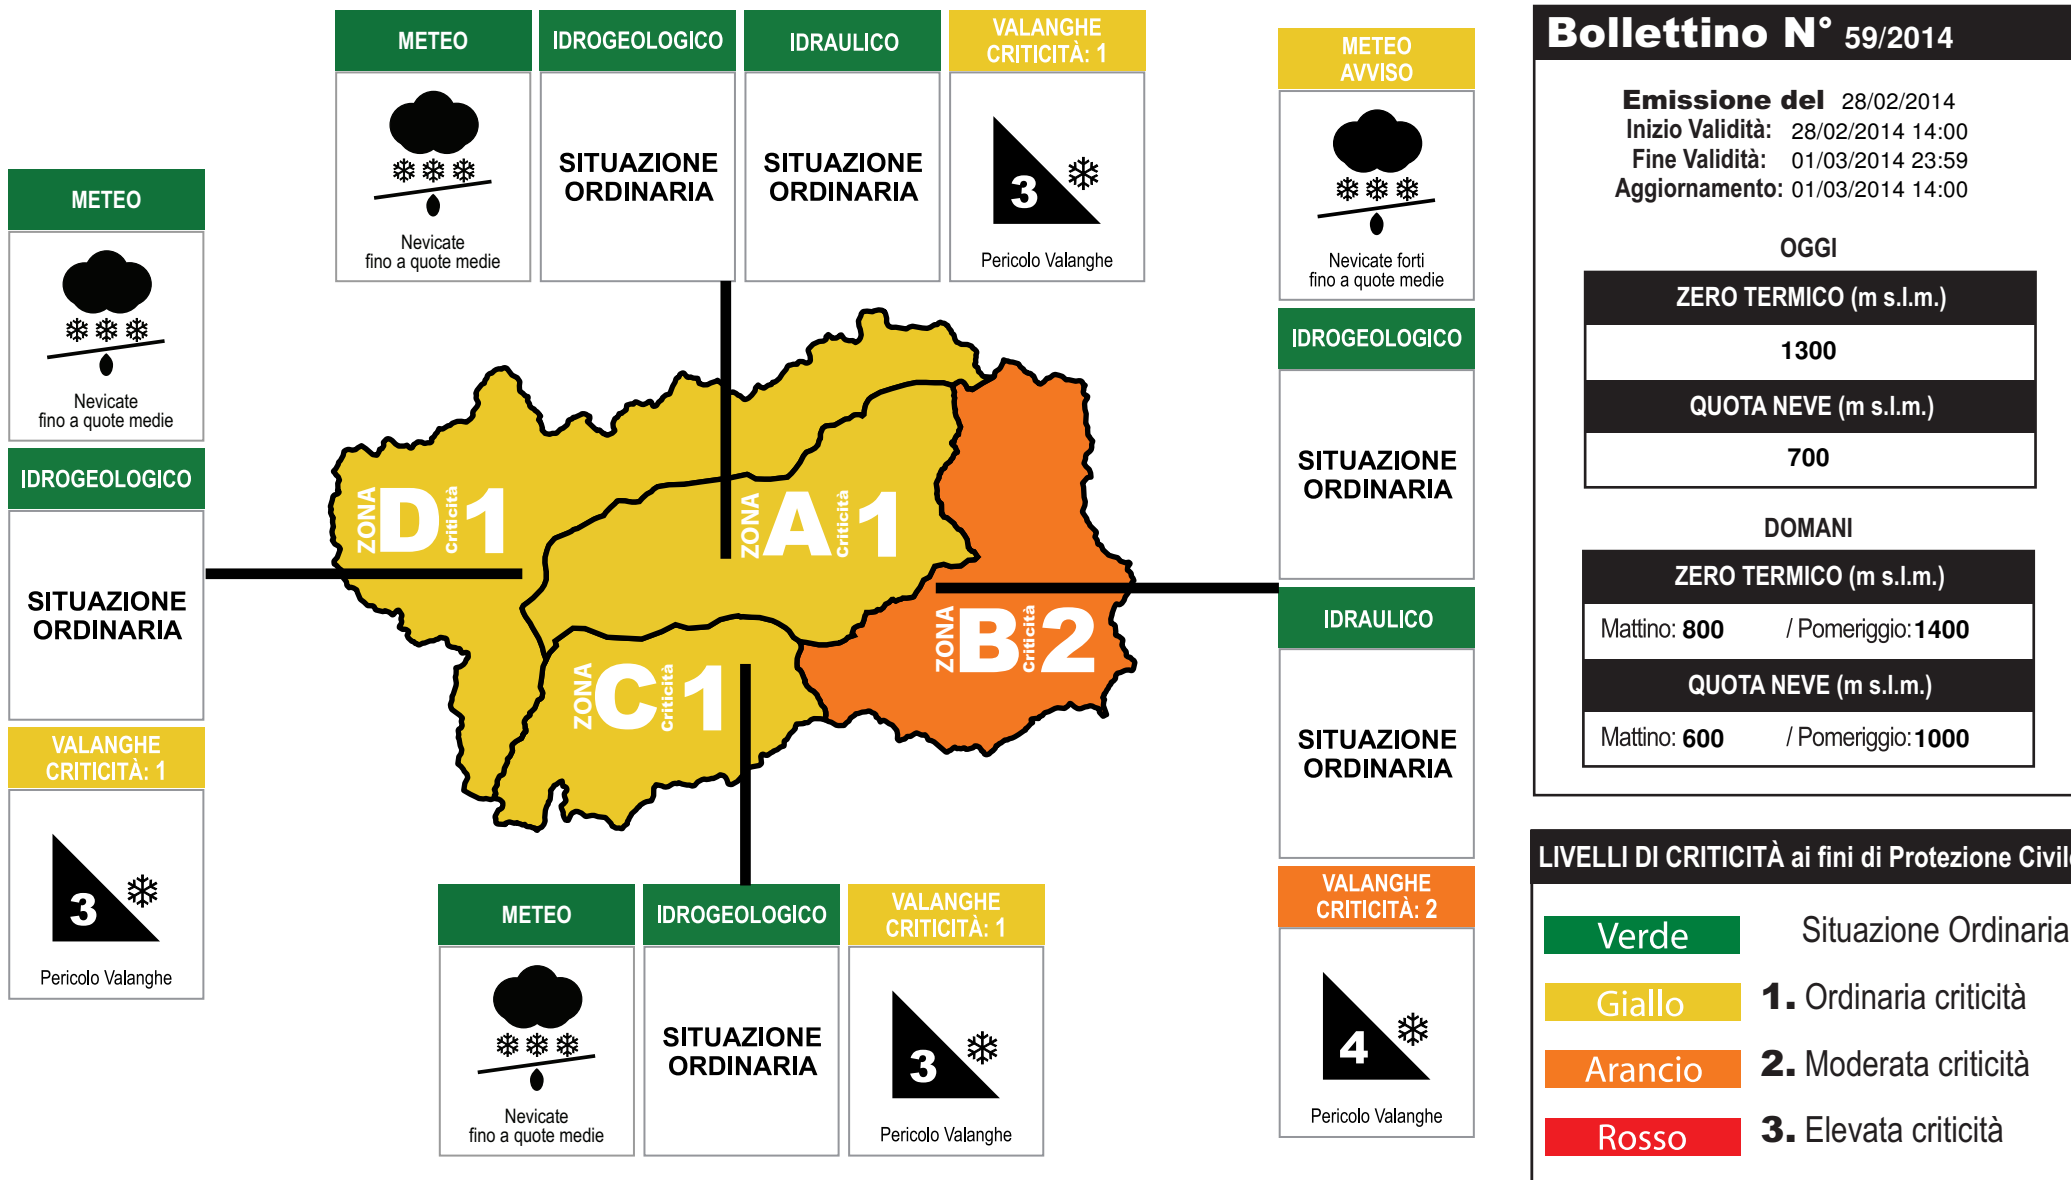 METEO
Nevicate
fino a quote medie
IDROGEOLOGICO
SITUAZIONE
ORDINARIA
VALANGHE
CRITICITÀ: 1
3
Pericolo Valanghe
METEO
IDROGEOLOGICO
IDRAULICO
VALANGHE
CRITICITÀ: 1
Nevicate
fino a quote medie
SITUAZIONE
ORDINARIA
SITUAZIONE
ORDINARIA
3
Pericolo Valanghe
ZONA D Criticità 1
ZONA A Criticità 1
ZONA B Criticità 2
ZONA C Criticità 1
METEO
IDROGEOLOGICO
VALANGHE
CRITICITÀ: 1
Nevicate
fino a quote medie
SITUAZIONE
ORDINARIA
3
Pericolo Valanghe
METEO
AVVISO
Nevicate forti
fino a quote medie
IDROGEOLOGICO
SITUAZIONE
ORDINARIA
IDRAULICO
SITUAZIONE
ORDINARIA
VALANGHE
CRITICITÀ: 2
4
Pericolo Valanghe
Bollettino N° 59/2014
Emissione del 28/02/2014
Inizio Validità: 28/02/2014 14:00
Fine Validità: 01/03/2014 23:59
Aggiornamento: 01/03/2014 14:00
OGGI
ZERO TERMICO (m s.l.m.)
1300
QUOTA NEVE (m s.l.m.)
700
DOMANI
ZERO TERMICO (m s.l.m.)
Mattino: 800 / Pomeriggio: 1400
QUOTA NEVE (m s.l.m.)
Mattino: 600 / Pomeriggio: 1000
LIVELLI DI CRITICITÀ ai fini di Protezione Civile
Verde Situazione Ordinaria
Giallo 1. Ordinaria criticità
Arancio 2. Moderata criticità
Rosso 3. Elevata criticità